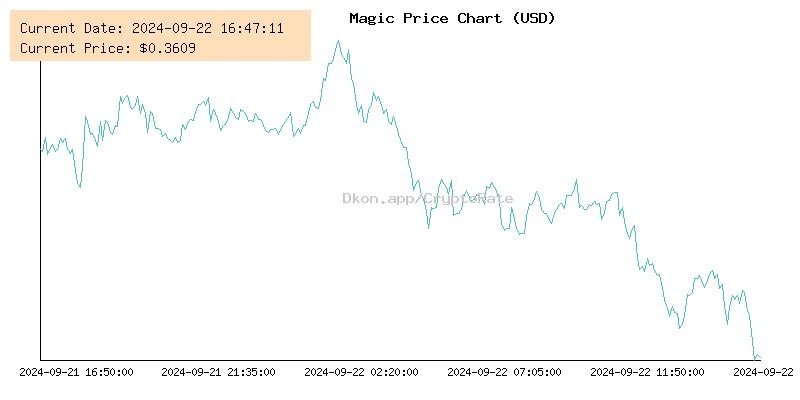 Magic Price Chart (USD)
Current Date: 2024-09-22 16:47:11
Current Price: $0.3609
Dkon.app/CryptoRate
2024-09-21 16:50:00
2024-09-21 21:35:00
2024-09-22 02:20:00
2024-09-22 07:05:00
2024-09-22 11:50:00
2024-09-22